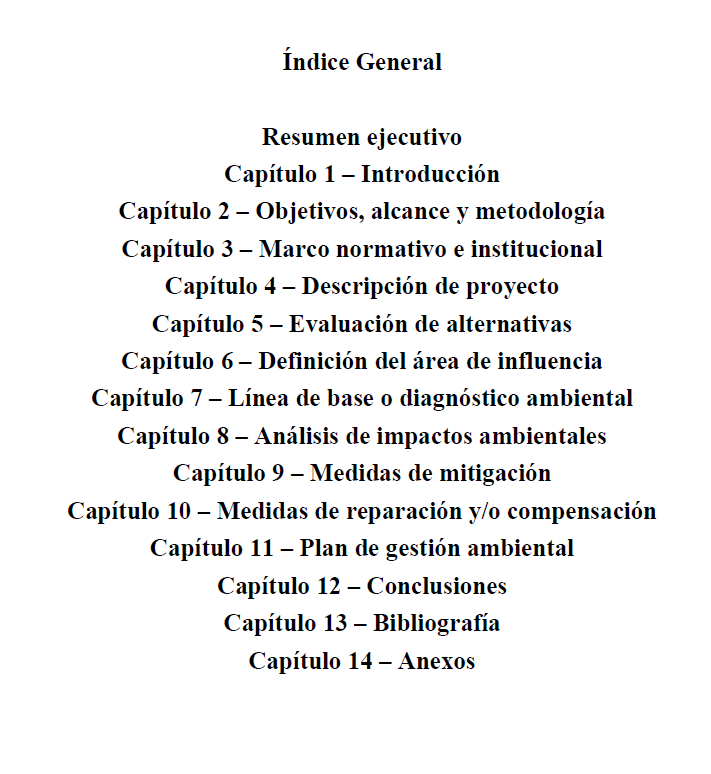 Índice General
Resumen ejecutivo
Capítulo 1 – Introducción
Capítulo 2 – Objetivos, alcance y metodología
Capítulo 3 – Marco normativo e institucional
Capítulo 4 – Descripción de proyecto
Capítulo 5 – Evaluación de alternativas
Capítulo 6 – Definición del área de influencia
Capítulo 7 – Línea de base o diagnóstico ambiental
Capítulo 8 – Análisis de impactos ambientales
Capítulo 9 – Medidas de mitigación
Capítulo 10 – Medidas de reparación y/o compensación
Capítulo 11 – Plan de gestión ambiental
Capítulo 12 – Conclusiones
Capítulo 13 – Bibliografía
Capítulo 14 – Anexos